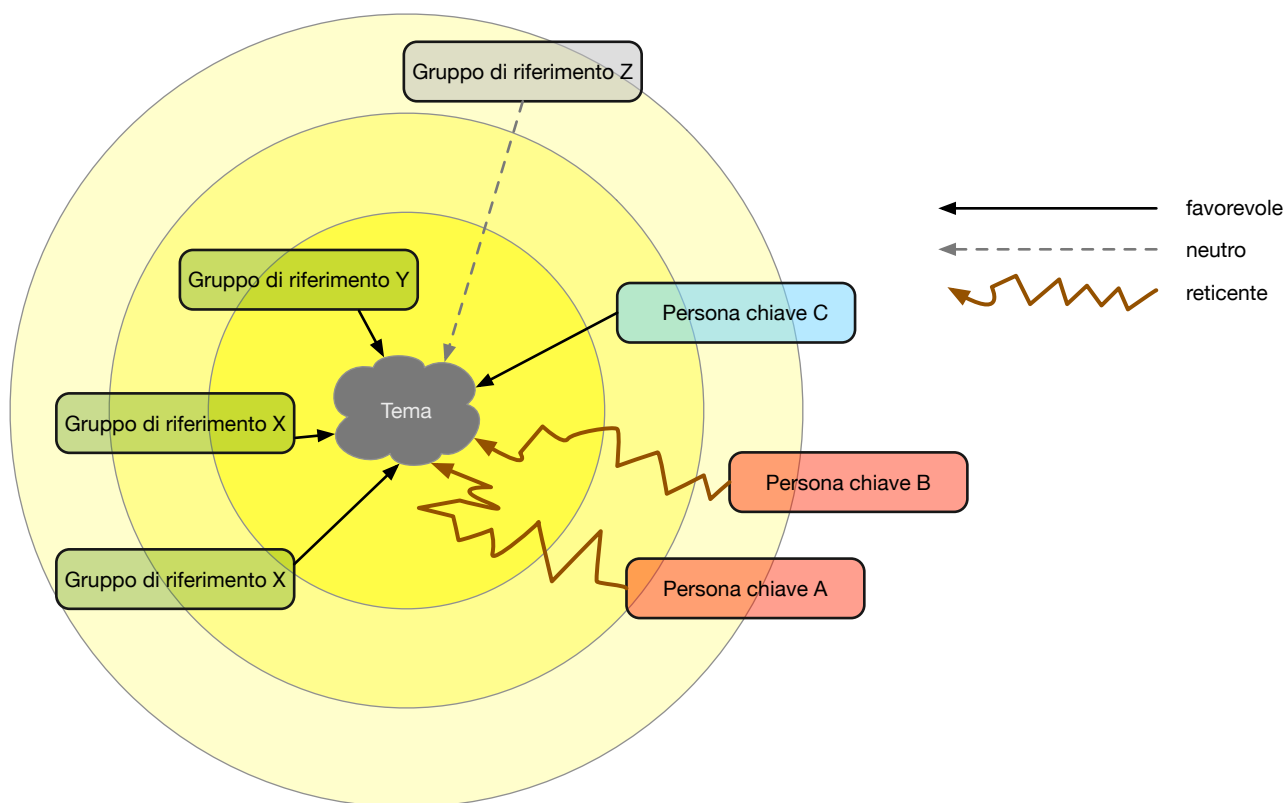 Gruppo di riferimento Z
favorevole
neutro
Gruppo di riferimento Y
reticente
Persona chiave C
Tema
Gruppo di riferimento X
Persona chiave B
Gruppo di riferimento X
Persona chiave A